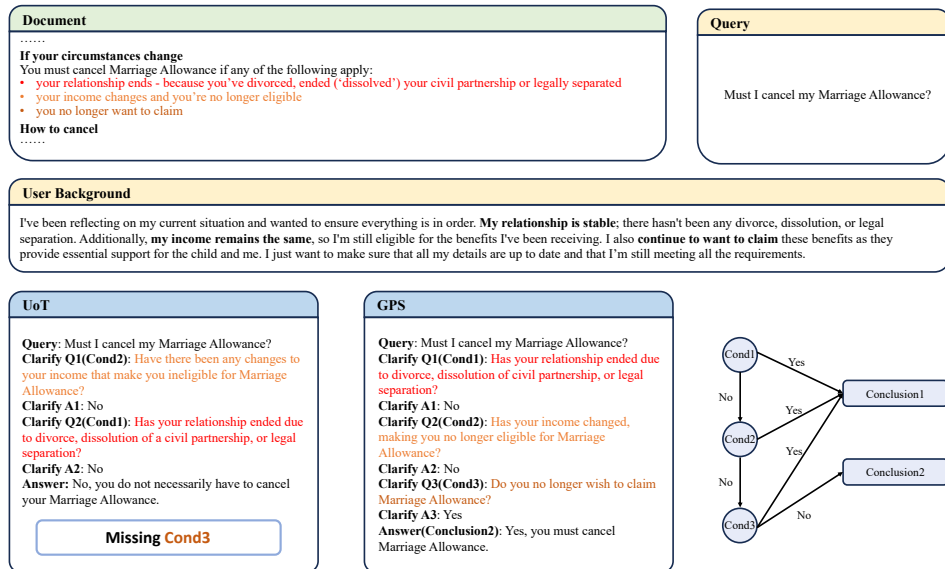 Document
......
If your circumstances change
You must cancel Marriage Allowance if any of the following apply:
• your relationship ends - because you've divorced, ended ('dissolved') your civil partnership or legally separated
• your income changes and you're no longer eligible
• you no longer want to claim
How to cancel
......
Query
Must I cancel my Marriage Allowance?
User Background
I've been reflecting on my current situation and wanted to ensure everything is in order. My relationship is stable; there hasn't been any divorce, dissolution, or legal
separation. Additionally, my income remains the same, so I'm still eligible for the benefits I've been receiving. I also continue to want to claim these benefits as they
provide essential support for the child and me. I just want to make sure that all my details are up to date and that I'm still meeting all the requirements.
UoT
Query: Must I cancel my Marriage Allowance?
Clarify Q1(Cond2): Have there been any changes to
your income that make you ineligible for Marriage
Allowance?
Clarify A1: No
Clarify Q2(Cond1): Has your relationship ended due
to divorce, dissolution of a civil partnership, or legal
separation?
Clarify A2: No
Answer: No, you do not necessarily have to cancel
your Marriage Allowance.
Missing Cond3
GPS
Query: Must I cancel my Marriage Allowance?
Clarify Q1(Cond1): Has your relationship ended due to
divorce, dissolution of civil partnership, or legal
separation?
Clarify A1: No
Clarify Q2(Cond2): Has your income changed,
making you no longer eligible for Marriage
Allowance?
Clarify A2: No
Clarify Q3(Cond3): Do you no longer wish to claim
Marriage Allowance?
Clarify A3: Yes
Answer(Conclusion2): Yes, you must cancel
Marriage Allowance.
Cond1
Yes
Conclusion1
No
Yes
Cond2
Yes
Conclusion2
No
No
Cond3